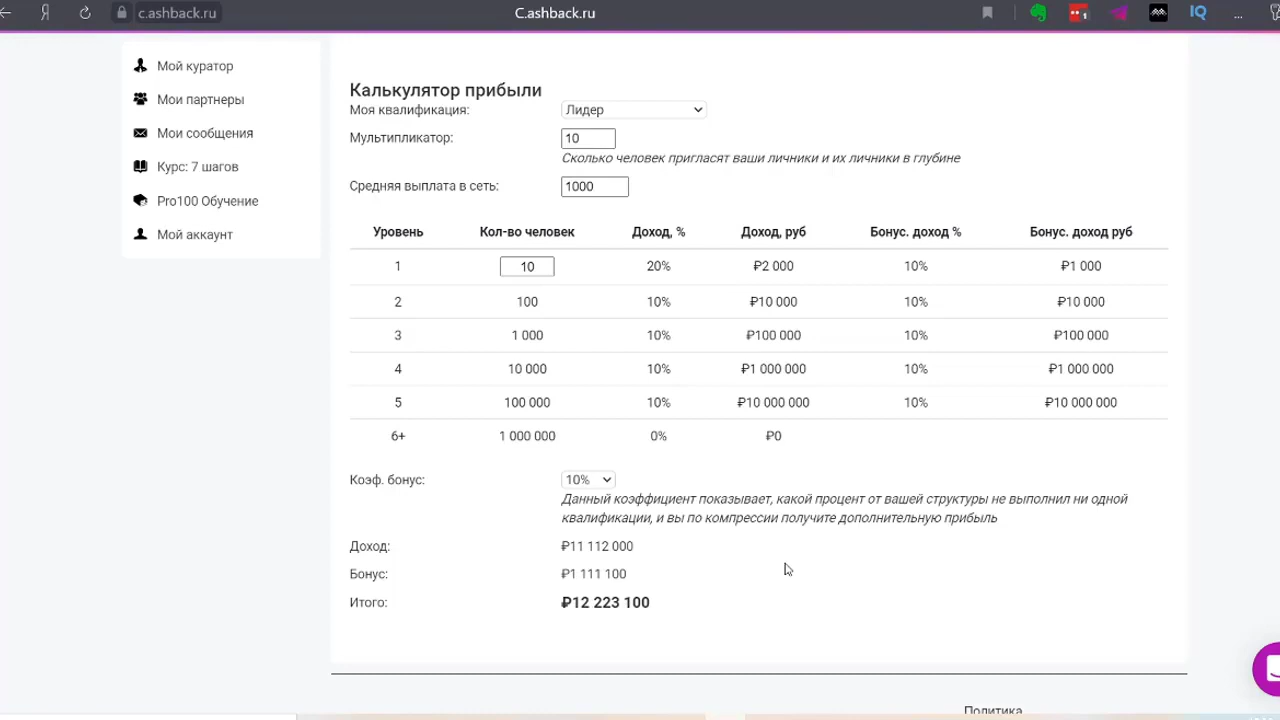 c.ashback.ru
C.ashback.ru
1
IQ
...
Мой куратор
Мои партнеры
Мои сообщения
Курс: 7 шагов
Pro100 Обучение
Мой аккаунт
Калькулятор прибыли
Моя квалификация: Лидер
Мультипликатор: 10
Сколько человек пригласят ваши личники и их личники в глубине
Средняя выплата в сеть: 1000
Уровень Кол-во человек Доход, % Доход, руб Бонус. доход % Бонус. доход руб
1 10 20% ₽2 000 10% ₽1 000
2 100 10% ₽10 000 10% ₽10 000
3 1 000 10% ₽100 000 10% ₽100 000
4 10 000 10% ₽1 000 000 10% ₽1 000 000
5 100 000 10% ₽10 000 000 10% ₽10 000 000
6+ 1 000 000 0% ₽0
Коэф. бонус: 10%
Данный коэффициент показывает, какой процент от вашей структуры не выполнил ни одной
квалификации, и вы по компрессии получите дополнительную прибыль
Доход: ₽11 112 000
Бонус: ₽1 111 100
Итого: ₽12 223 100
Политика